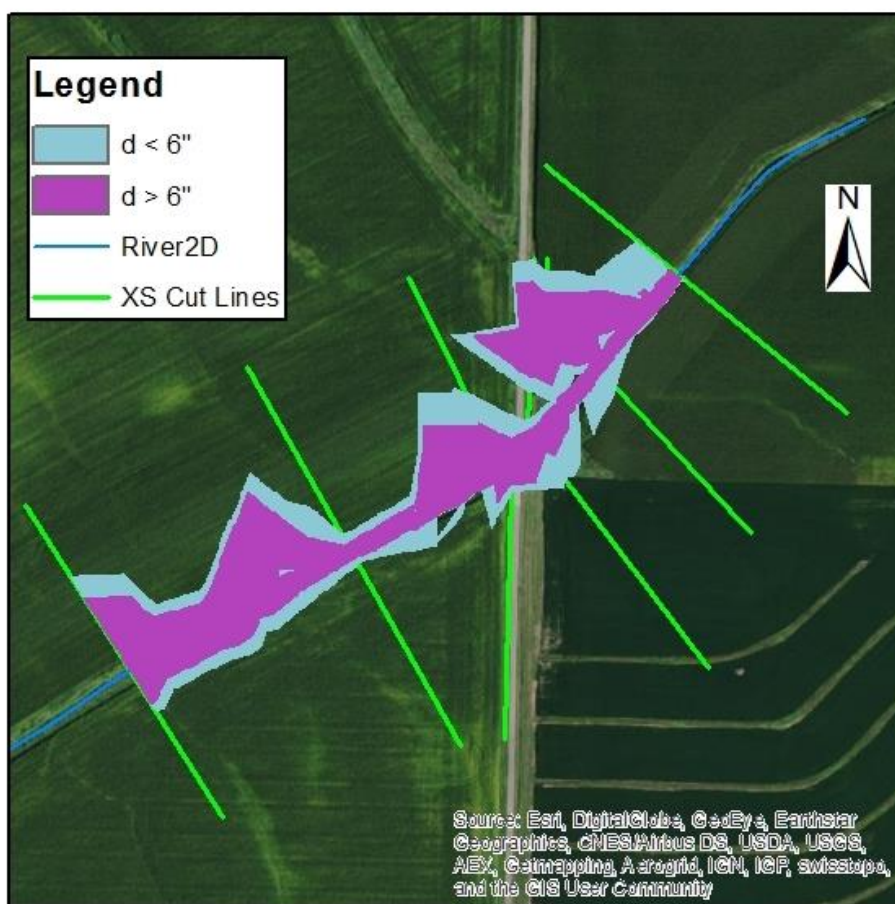 Legend
d < 6"
d > 6"
River2D
XS Cut Lines
N
Source: Esri, DigitalGlobe, GeoEye, Earthstar
Geographics, CNES/Airbus DS, USDA, USGS,
AEX, Getmapping, Aerogrid, IGN, IGP, swisstopo,
and the GIS User Community